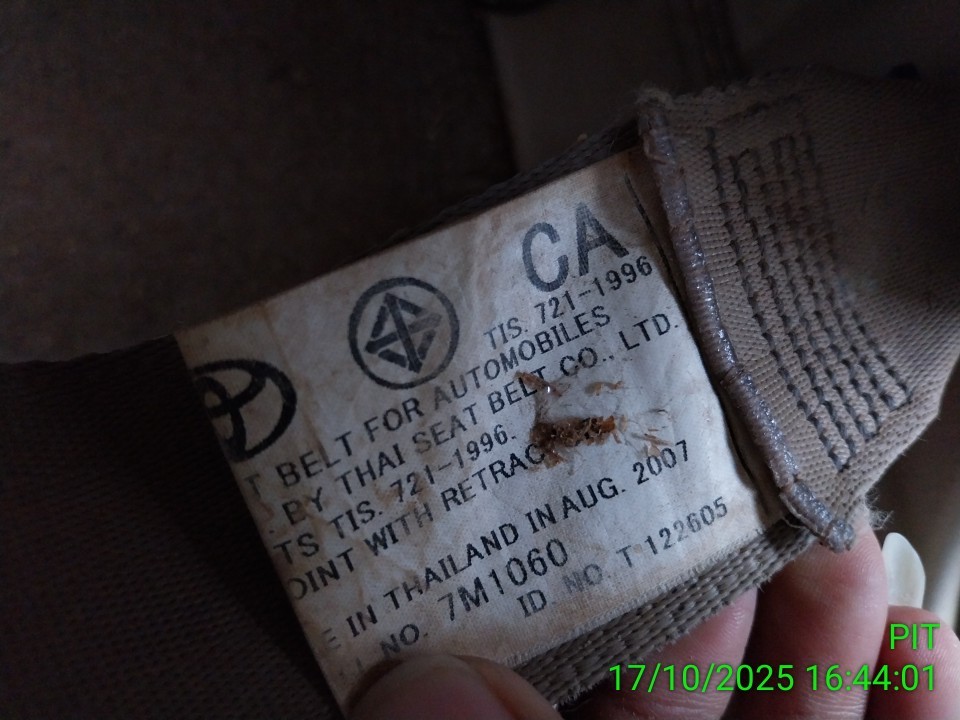 CA
TIS. 721-1996
T BELT FOR AUTOMOBILES
BY THAI SEAT BELT CO., LTD.
TS TIS. 721-1996.
OINT WITH RETRAC
E IN THAILAND IN AUG. 2007
NO. 7M1060
ID NO. T 122605
PIT
17/10/2025 16:44:01